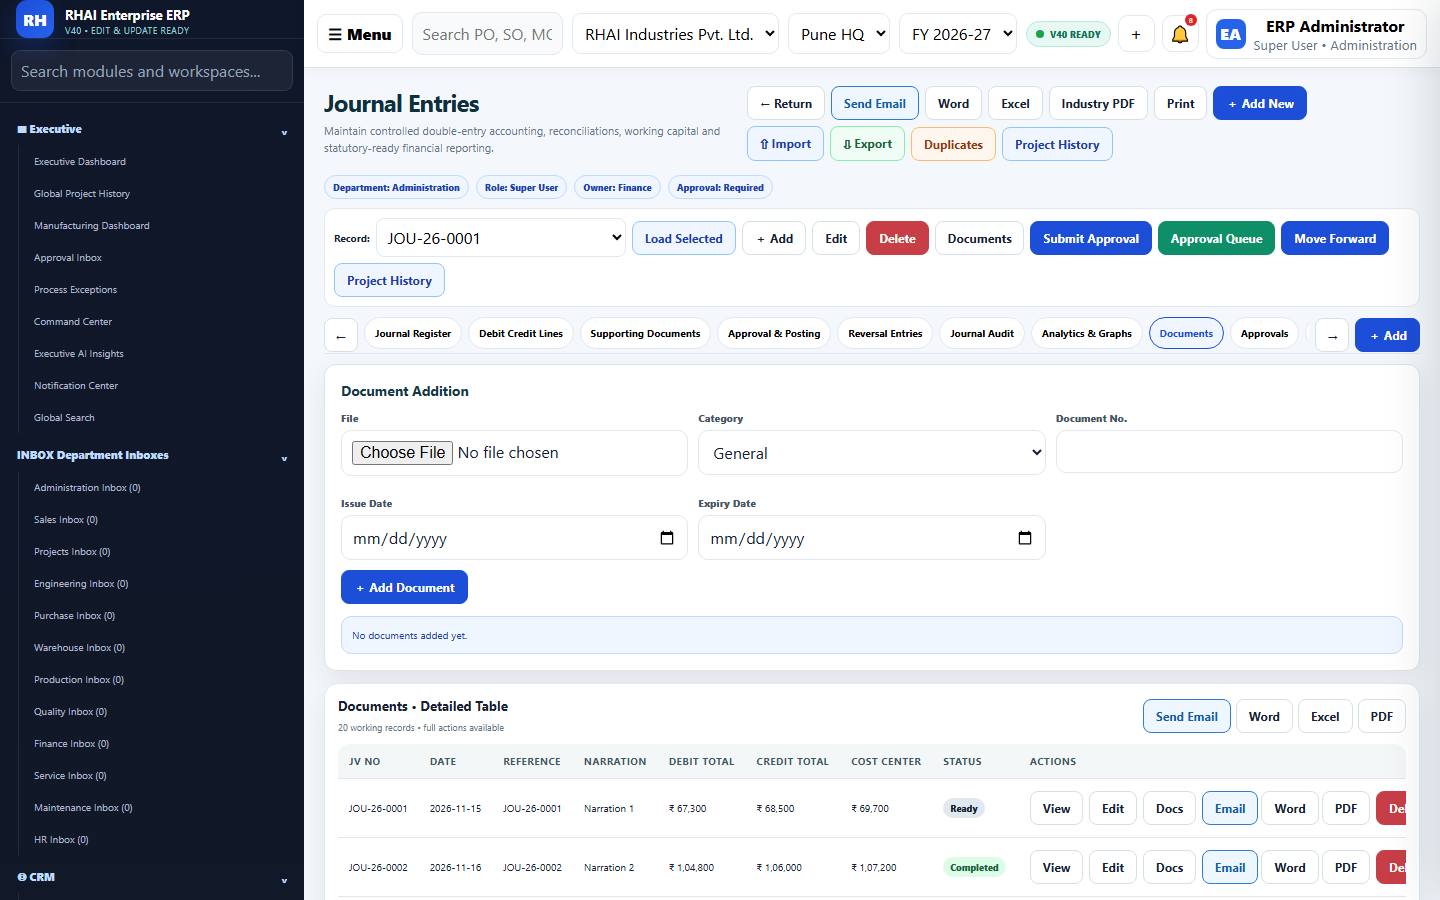 RH
RHAI Enterprise ERP
V40 • EDIT & UPDATE READY
Search modules and workspaces...
Executive
Executive Dashboard
Global Project History
Manufacturing Dashboard
Approval Inbox
Process Exceptions
Command Center
Executive AI Insights
Notification Center
Global Search
INBOX Department Inboxes
Administration Inbox (0)
Sales Inbox (0)
Projects Inbox (0)
Engineering Inbox (0)
Purchase Inbox (0)
Warehouse Inbox (0)
Production Inbox (0)
Quality Inbox (0)
Finance Inbox (0)
Service Inbox (0)
Maintenance Inbox (0)
HR Inbox (0)
CRM
☰ Menu
Search PO, SO, MO
RHAI Industries Pvt. Ltd.
Pune HQ
FY 2026-27
V40 READY
+
8
EA
ERP Administrator
Super User • Administration
Journal Entries
Maintain controlled double-entry accounting, reconciliations, working capital and
statutory-ready financial reporting.
← Return
Send Email
Word
Excel
Industry PDF
Print
+ Add New
⇧ Import
⇩ Export
Duplicates
Project History
Department: Administration
Role: Super User
Owner: Finance
Approval: Required
Record:
JOU-26-0001
Load Selected
+ Add
Edit
Delete
Documents
Submit Approval
Approval Queue
Move Forward
Project History
←
Journal Register
Debit Credit Lines
Supporting Documents
Approval & Posting
Reversal Entries
Journal Audit
Analytics & Graphs
Documents
Approvals
→
+ Add
Document Addition
File
Category
Document No.
Choose File No file chosen
General
Issue Date
Expiry Date
mm/dd/yyyy
mm/dd/yyyy
+ Add Document
No documents added yet.
Documents • Detailed Table
20 working records • full actions available
Send Email
Word
Excel
PDF
JV NO DATE REFERENCE NARRATION DEBIT TOTAL CREDIT TOTAL COST CENTER STATUS ACTIONS
JOU-26-0001 2026-11-15 JOU-26-0001 Narration 1 ₹ 67,300 ₹ 68,500 ₹ 69,700 Ready View Edit Docs Email Word PDF Del
JOU-26-0002 2026-11-16 JOU-26-0002 Narration 2 ₹ 1,04,800 ₹ 1,06,000 ₹ 1,07,200 Completed View Edit Docs Email Word PDF Del